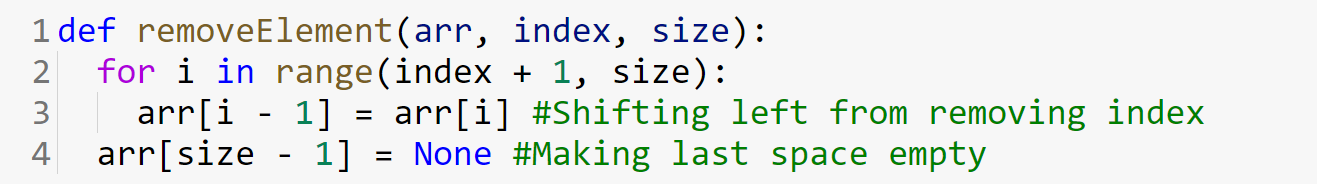 1 def removeElement(arr, index, size):
2   for i in range(index + 1, size):
3     arr[i - 1] = arr[i] #Shifting left from removing index
4   arr[size - 1] = None #Making last space empty